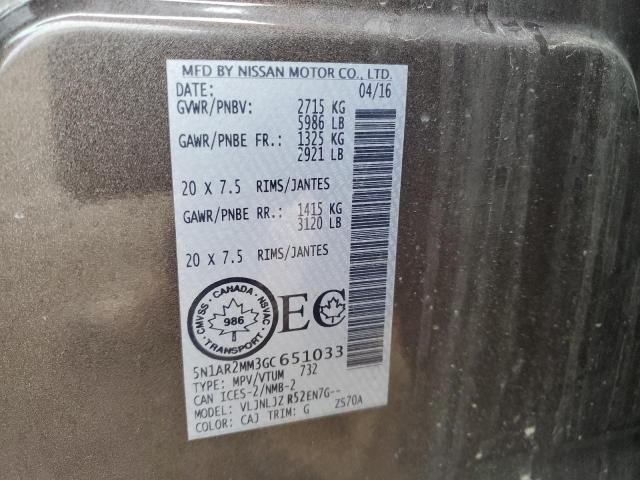 MFD BY NISSAN MOTOR CO., LTD.
DATE: 04/16
GVWR/PNBV: 2715 KG
5986 LB
GAWR/PNBE FR.: 1325 KG
2921 LB
20 X 7.5 RIMS/JANTES
GAWR/PNBE RR.: 1415 KG
3120 LB
20 X 7.5 RIMS/JANTES
CANADA
CMVSS NSVAC
986
TRANSPORT
EC
5N1AR2MM3GC651033
TYPE: MPV/VTUM 732
CAN ICES-2/NMB-2
MODEL: VLJNLJZ R52EN7G--
COLOR: CAJ TRIM: G ZS70A